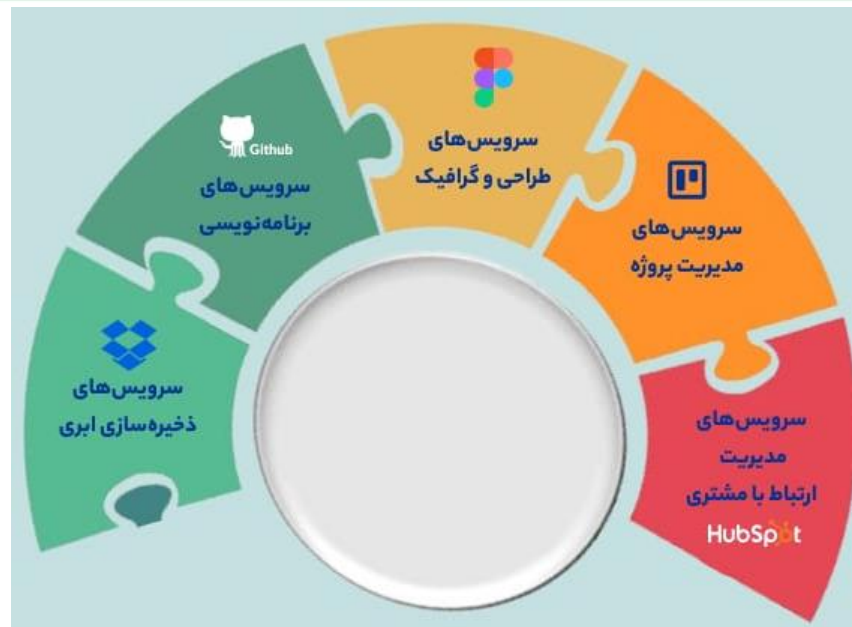 سرویس‌های
طراحی و گرافیک
Github
سرویس‌های
برنامه‌نویسی
سرویس‌های
مدیریت پروژه
سرویس‌های
ذخیره‌سازی ابری
سرویس‌های
مدیریت
ارتباط با مشتری
HubSpot